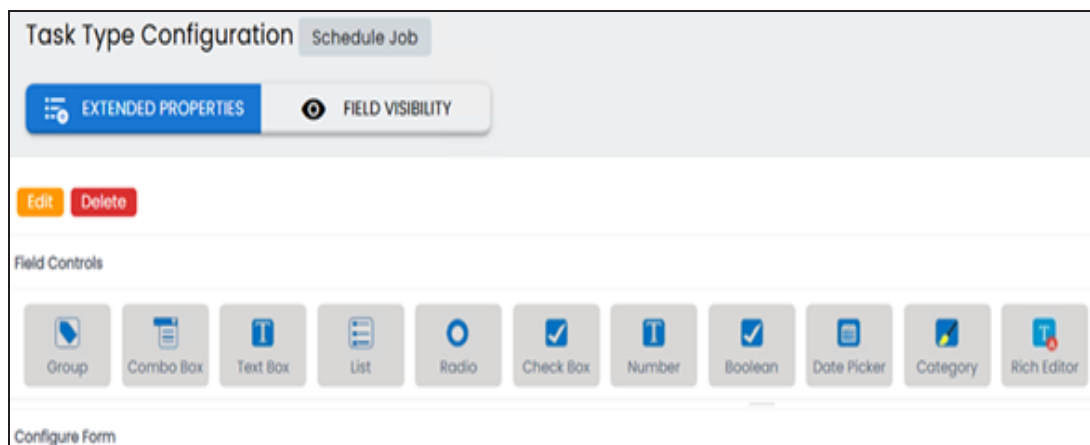 Task Type Configuration Schedule Job
EXTENDED PROPERTIES FIELD VISIBILITY
Edit Delete
Field Controls
Group Combo Box Text Box List Radio Check Box Number Boolean Date Picker Category Rich Editor
Configure Form